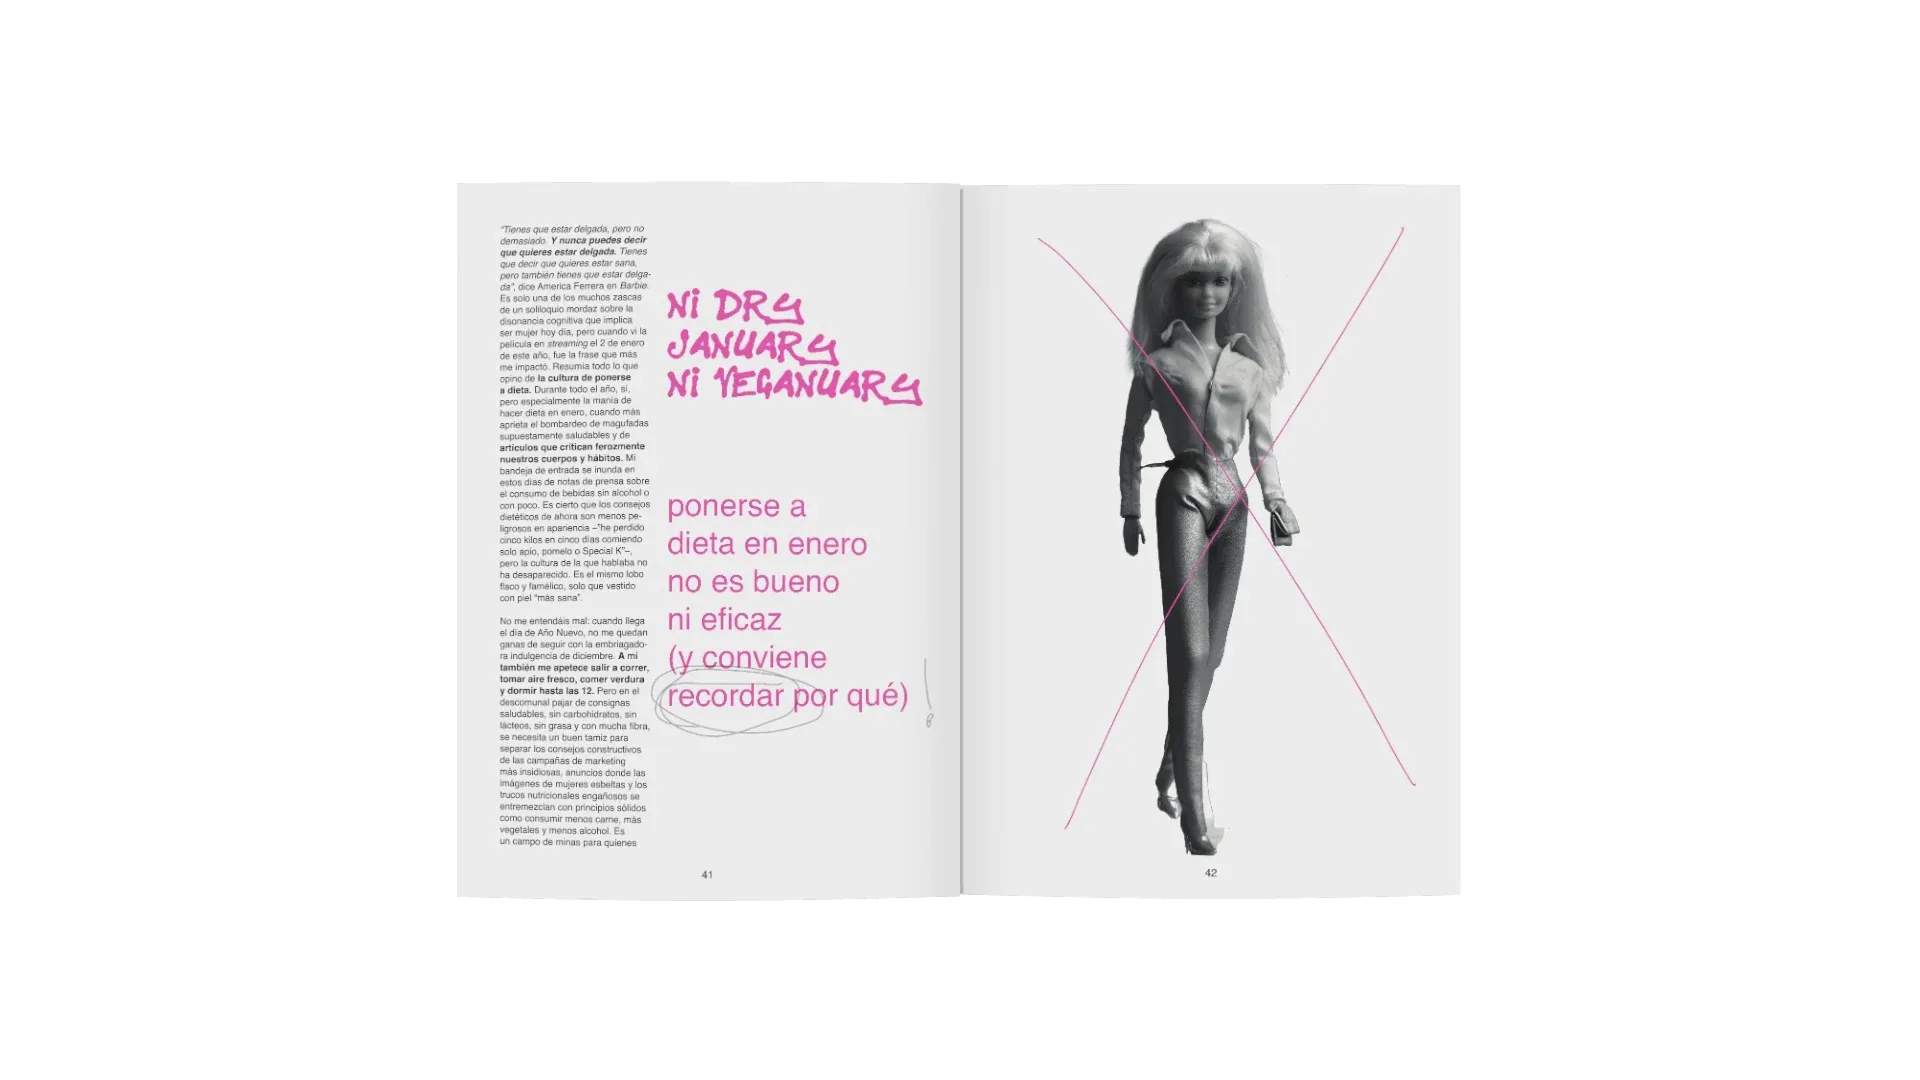 "Tienes que estar delgada, pero no
demasiado. Y nunca puedes decir
que quieres estar delgada. Tienes
que decir que quieres estar sana,
pero también tienes que estar delga-
da", dice America Ferrera en Barbie.
Es solo una de los muchos zascas
de un soliloquio mordaz sobre la
disonancia cognitiva que implica
ser mujer hoy día, pero cuando vi la
película en streaming el 2 de enero
de este año, fue la frase que más
me impactó. Resumía todo lo que
opino de la cultura de ponerse
a dieta. Durante todo el año, sí,
pero especialmente la manía de
hacer dieta en enero, cuando más
aprieta el bombardeo de magufadas
supuestamente saludables y de
artículos que critican ferozmente
nuestros cuerpos y hábitos. Mi
bandeja de entrada se inunda en
estos días de notas de prensa sobre
el consumo de bebidas sin alcohol o
con poco. Es cierto que los consejos
dietéticos de ahora son menos pe-
ligrosos en apariencia –"he perdido
cinco kilos en cinco días comiendo
solo apio, pomelo o Special K"–,
pero la cultura de la que hablaba no
ha desaparecido. Es el mismo lobo
flaco y famélico, solo que vestido
con piel "más sana".
No me entendáis mal: cuando llega
el día de Año Nuevo, no me quedan
ganas de seguir con la embriagado-
ra indulgencia de diciembre. A mí
también me apetece salir a correr,
tomar aire fresco, comer verdura
y dormir hasta las 12. Pero en el
descomunal pajar de consignas
saludables, sin carbohidratos, sin
lácteos, sin grasa y con mucha fibra,
se necesita un buen tamiz para
separar los consejos constructivos
de las campañas de marketing
más insidiosas, anuncios donde las
imágenes de mujeres esbeltas y los
trucos nutricionales engañosos se
entremezclan con principios sólidos
como consumir menos carne, más
vegetales y menos alcohol. Es
un campo de minas para quienes
Ni DRY
JANUARY
Ni VEGANUARY
ponerse a
dieta en enero
no es bueno
ni eficaz
(y conviene
recordar por qué)
41
42